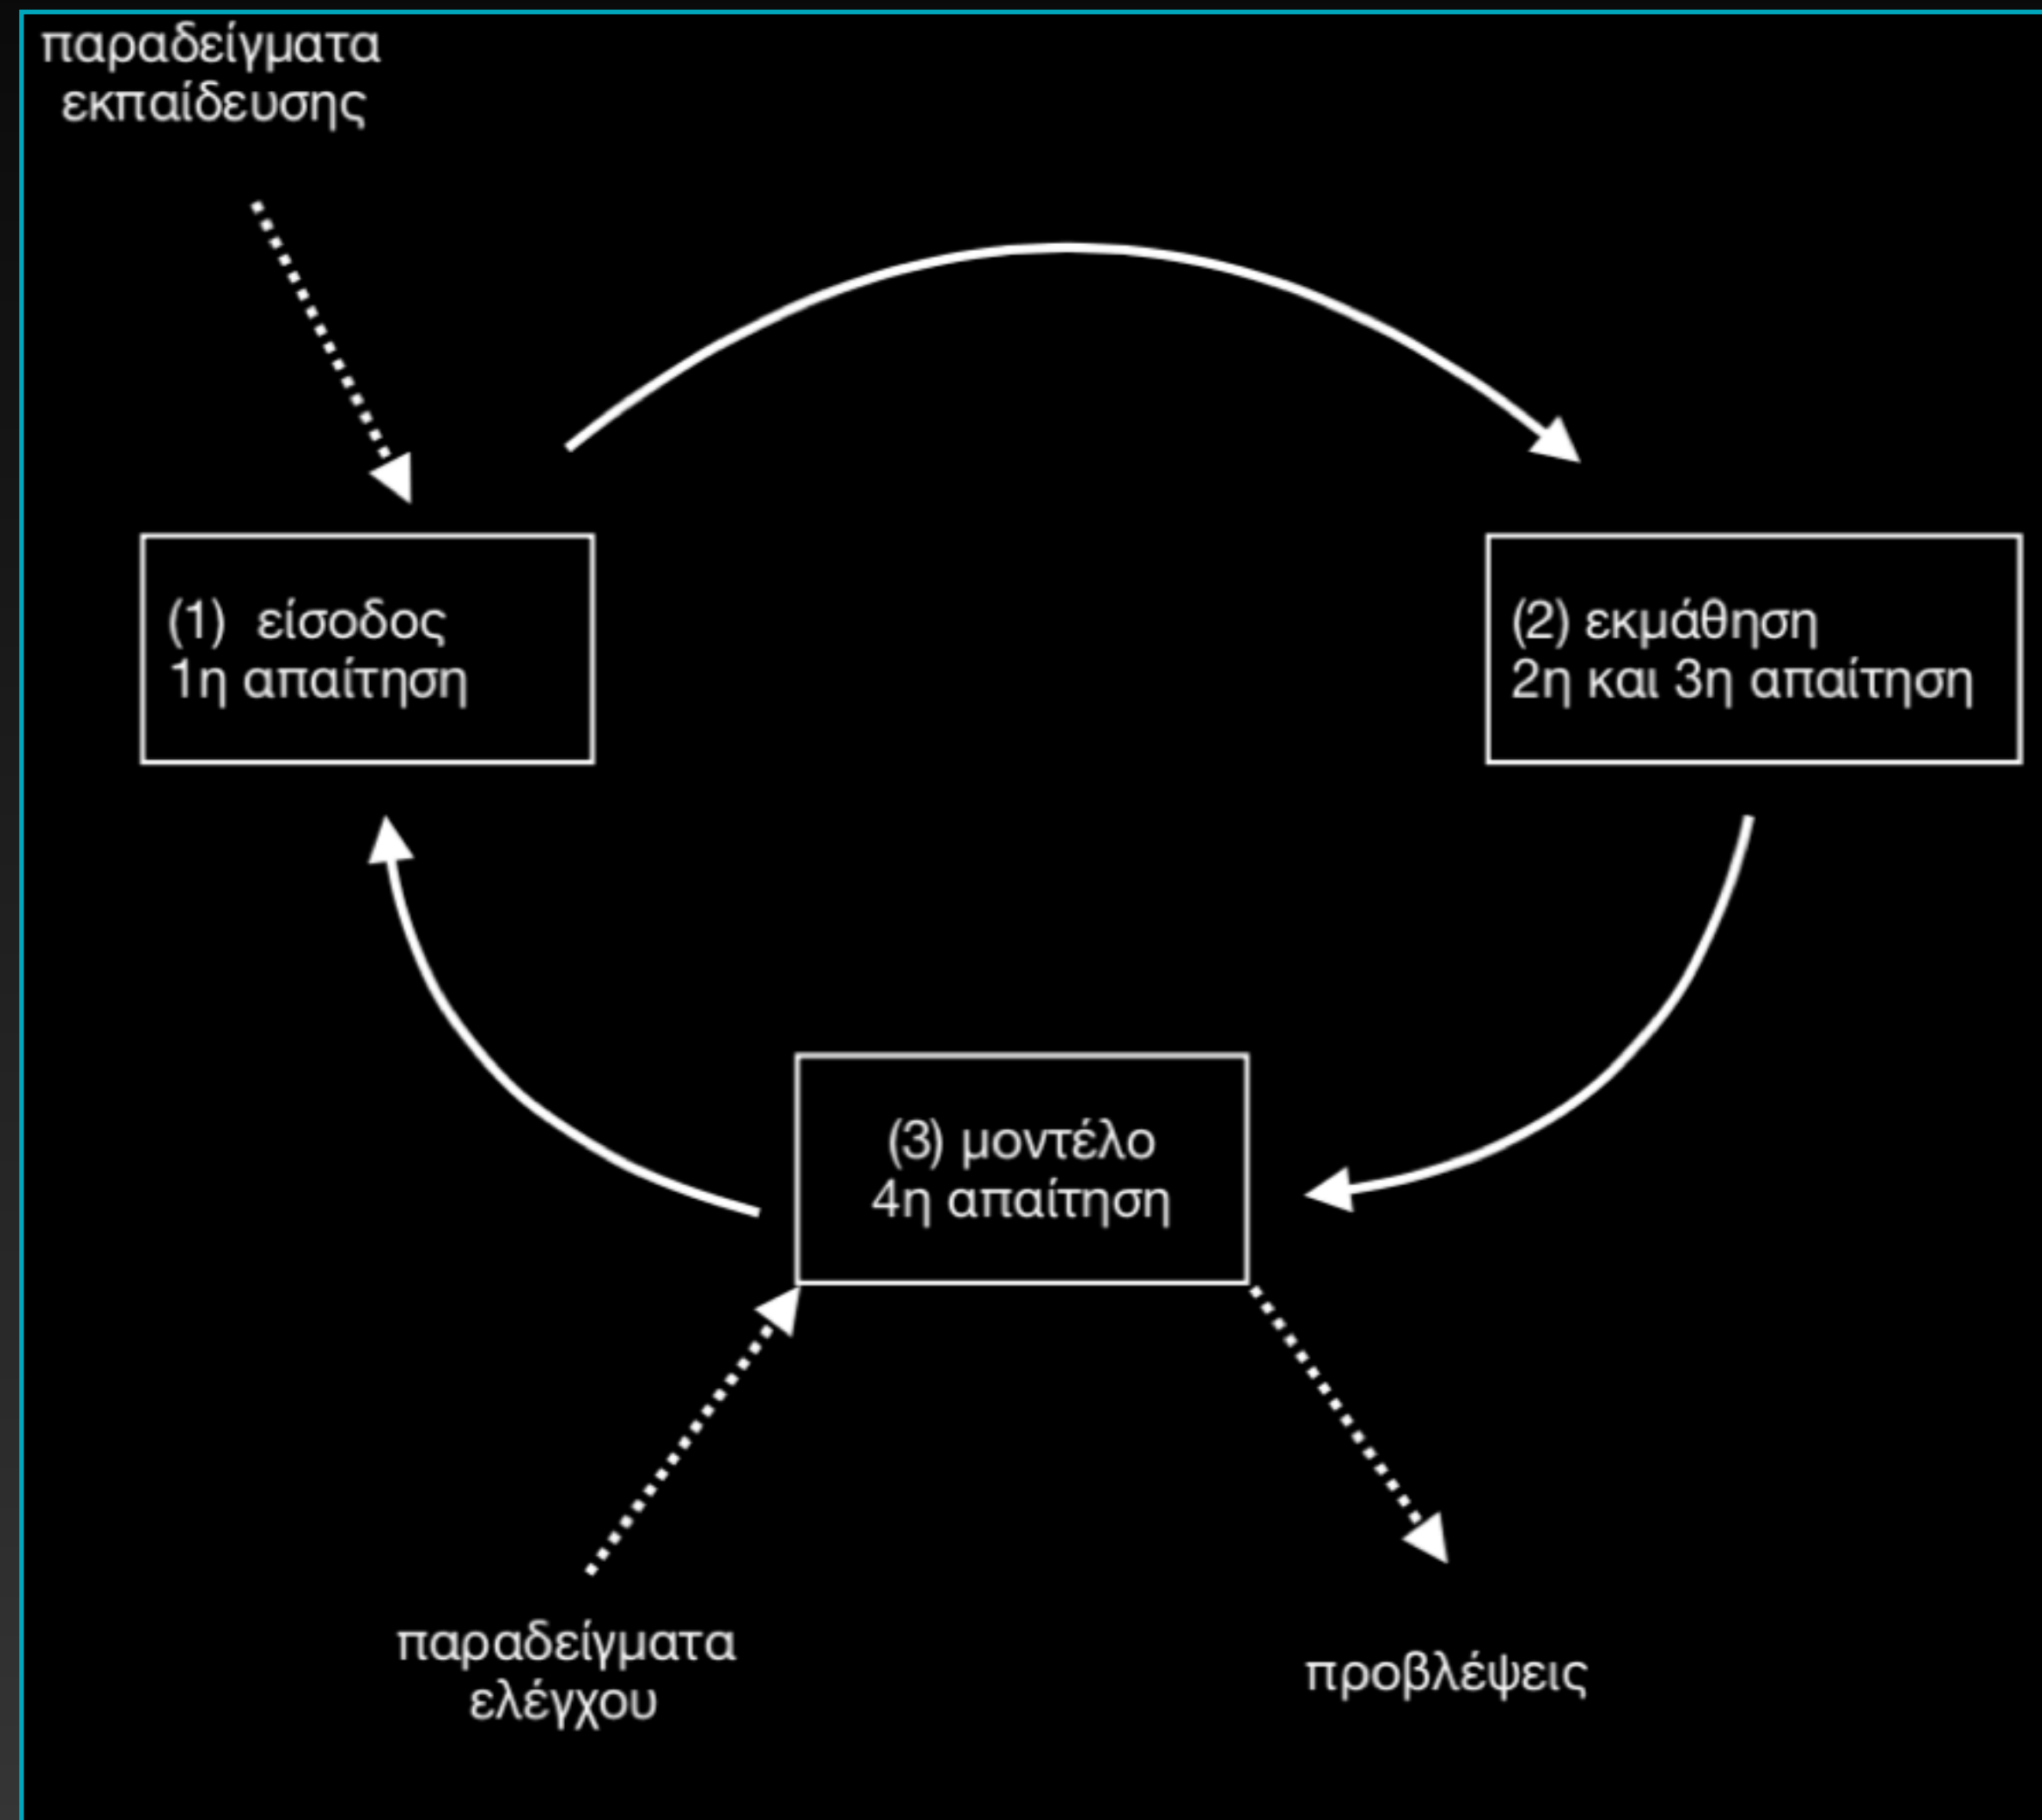 παραδείγματα
εκπαίδευσης
(1) είσοδος
1η απαίτηση
(2) εκμάθηση
2η και 3η απαίτηση
(3) μοντέλο
4η απαίτηση
παραδείγματα
ελέγχου
προβλέψεις